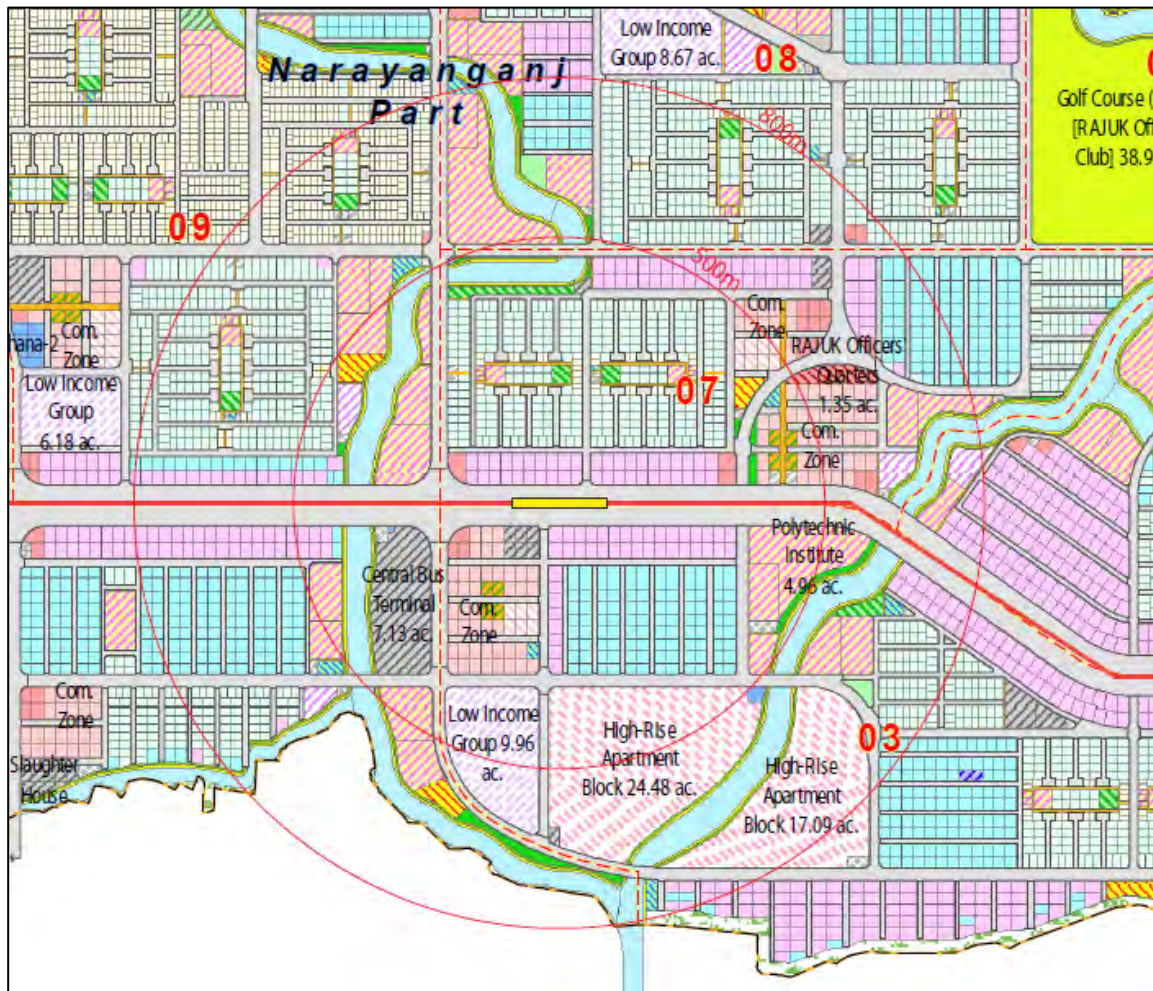 Low Income
Group 8.67 ac.
08
Narayanganj
Part
800m
Golf Course (
[RAJUK Off
Club] 38.9
09
500m
Com.
Zone
hana-2
Com.
Zone
RAJUK Officers
Quarters
1.35 ac.
Low Income
Group
6.18 ac.
07
Com.
Zone
Polytechnic
Institute
4.96 ac.
Central Bus
Terminal
7.13 ac.
Com.
Zone
Com.
Zone
Low Income
Group 9.96
ac.
High-Rise
Apartment
Block 24.48 ac.
03
Slaughter
House
High-Rise
Apartment
Block 17.09 ac.